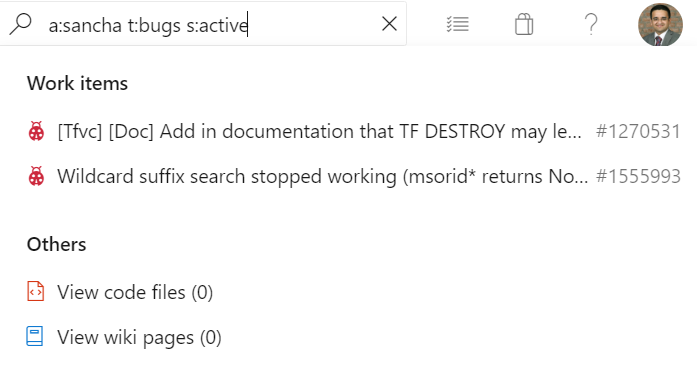 a:sancha t:bugs s:active
Work items
[Tfvc] [Doc] Add in documentation that TF DESTROY may le... #1270531
Wildcard suffix search stopped working (msorid* returns No... #1555993
Others
View code files (0)
View wiki pages (0)